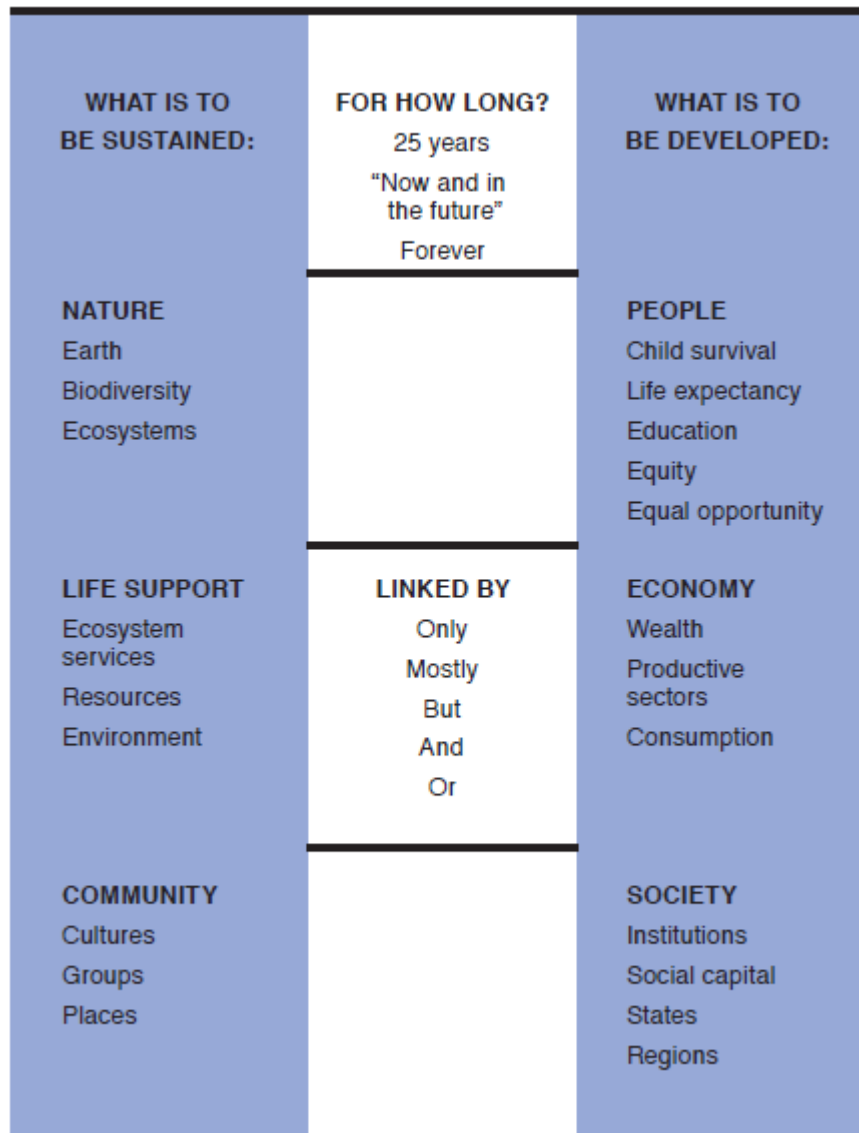 WHAT IS TO
BE SUSTAINED:
FOR HOW LONG?
25 years
“Now and in
the future”
Forever
WHAT IS TO
BE DEVELOPED:
NATURE
Earth
Biodiversity
Ecosystems
PEOPLE
Child survival
Life expectancy
Education
Equity
Equal opportunity
LIFE SUPPORT
Ecosystem
services
Resources
Environment
LINKED BY
Only
Mostly
But
And
Or
ECONOMY
Wealth
Productive
sectors
Consumption
COMMUNITY
Cultures
Groups
Places
SOCIETY
Institutions
Social capital
States
Regions